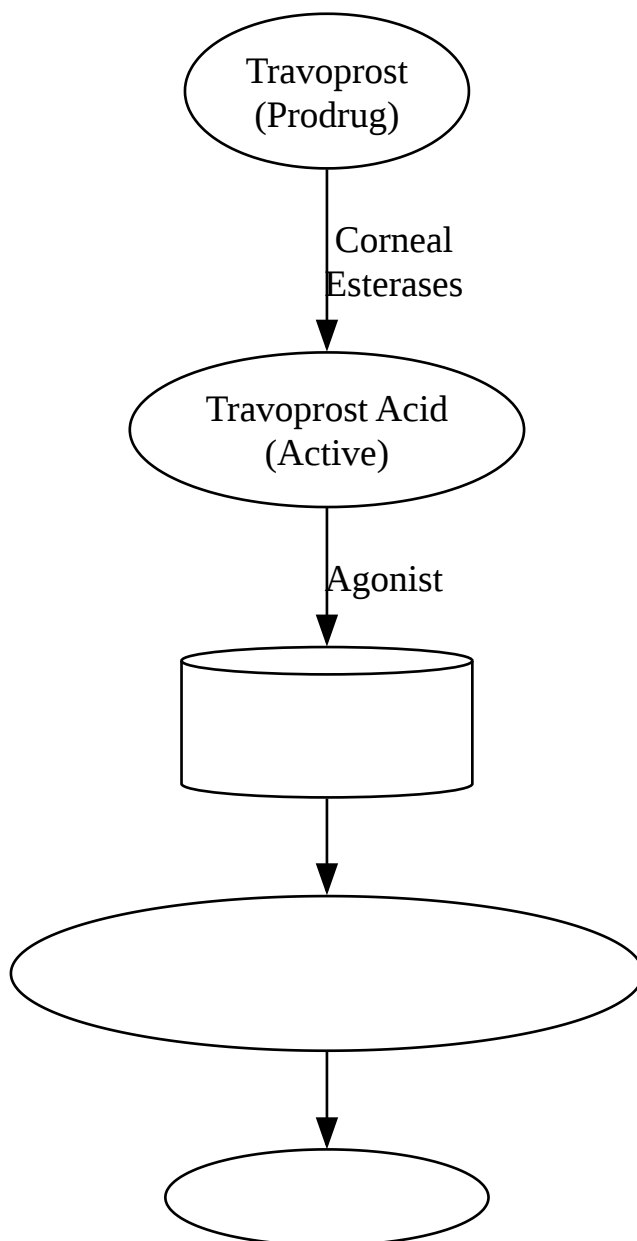 Travoprost
(Prodrug)
Corneal
Esterases
Travoprost Acid
(Active)
Agonist